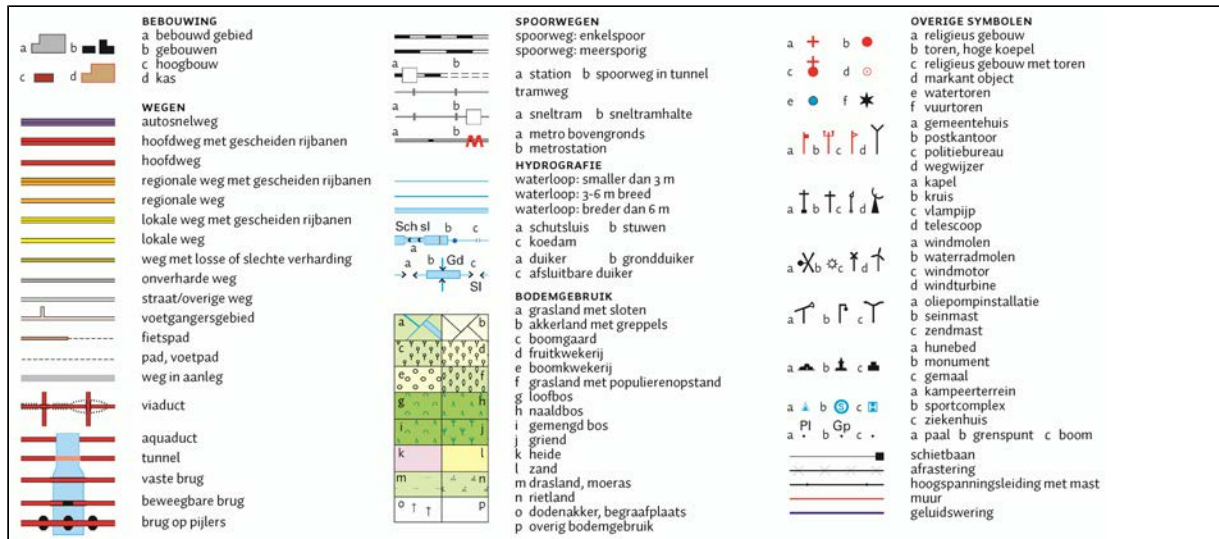 BEBOUWING
a b
a bebouwd gebied
b gebouwen
c d
c hoogbouw
d kas
WEGEN
autosnelweg
hoofdweg met gescheiden rijbanen
hoofdweg
regionale weg met gescheiden rijbanen
regionale weg
lokale weg met gescheiden rijbanen
lokale weg
weg met losse of slechte verharding
onverharde weg
straat/overige weg
voetgangersgebied
fietspad
pad, voetpad
weg in aanleg
viaduct
aquaduct
tunnel
vaste brug
beweegbare brug
brug op pijlers
SPOORWEGEN
spoorweg: enkelspoor
spoorweg: meersporig
a b
a station b spoorweg in tunnel
tramweg
a b
a sneltram b sneltramhalte
a b
a metro bovengronds
b metrostation
HYDROGRAFIE
waterloop: smaller dan 3 m
waterloop: 3-6 m breed
waterloop: breder dan 6 m
Sch sl b c
a
a schutsluis b stuwen
c koedam
a b Gd c
Sl
a duiker b grondduiker
c afsluitbare duiker
BODEMGEBRUIK
a b
c d
e f
g h
i j
k l
m n
o p
a grasland met sloten
b akkerland met greppels
c boomgaard
d fruitkwekerij
e boomkwekerij
f grasland met populierenopstand
g loofbos
h naaldbos
i gemengd bos
j griend
k heide
l zand
m drasland, moeras
n rietland
o dodenakker, begraafplaats
p overig bodemgebruik
OVERIGE SYMBOLEN
a b
c d
e f
a religieus gebouw
b toren, hoge koepel
c religieus gebouw met toren
d markant object
e watertoren
f vuurtoren
a b c d
a gemeentehuis
b postkantoor
c politiebureau
d wegwijzer
a b c d
a kapel
b kruis
c vlampijp
d telescoop
a b c d
a windmolen
b waterradmolen
c windmotor
d windturbine
a b c
a oliepompinstallatie
b seinmast
c zendmast
a b c
a hunebed
b monument
c gemaal
a b S c H
a kampeerterrein
b sportcomplex
c ziekenhuis
Pl Gp
a b c
a paal b grenspunt c boom
schietbaan
afrastering
hoogspanningsleiding met mast
muur
geluidswering